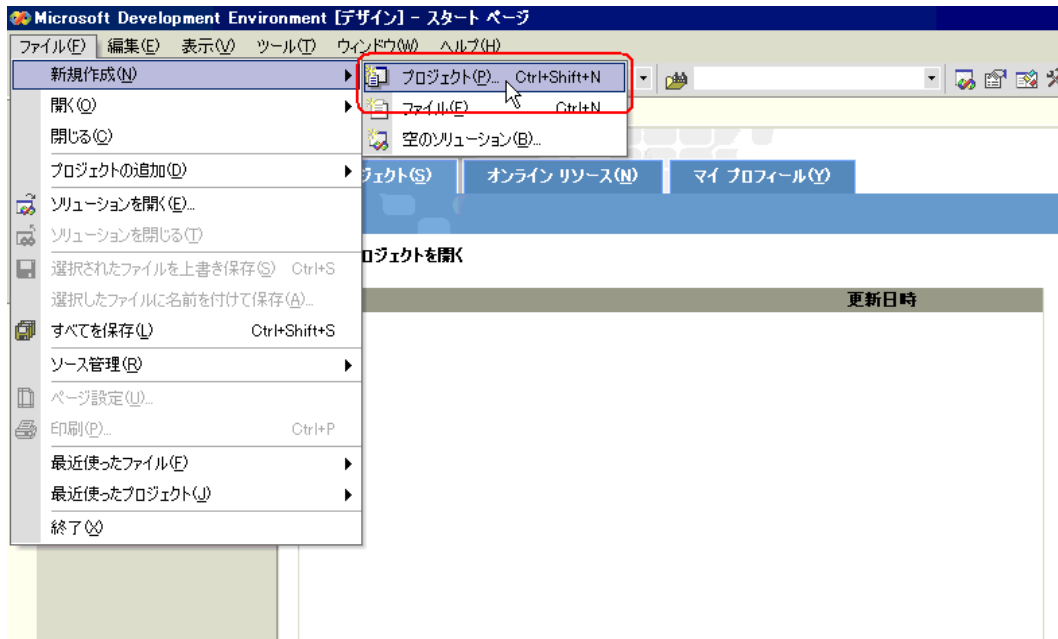 Microsoft Development Environment [デザイン] - スタート ページ
ファイル(F) 編集(E) 表示(V) ツール(T) ウィンドウ(W) ヘルプ(H)
新規作成(N)
開く(O)
閉じる(C)
プロジェクトの追加(D)
ソリューションを開く(E)...
ソリューションを閉じる(T)
選択されたファイルを上書き保存(S) Ctrl+S
選択したファイルに名前を付けて保存(A)...
すべてを保存(L) Ctrl+Shift+S
ソース管理(R)
ページ設定(U)...
印刷(P)... Ctrl+P
最近使ったファイル(F)
最近使ったプロジェクト(J)
終了(X)
プロジェクト(P)... Ctrl+Shift+N
ファイル(F)... Ctrl+N
空のソリューション(B)...
ジェクト(S) オンライン リソース(N) マイ プロフィール(Y)
ロジェクトを開く
更新日時